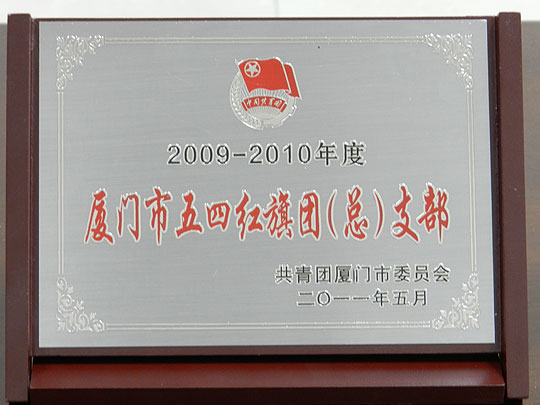 中国共青团
2009-2010年度
厦门市五四红旗团(总)支部
共青团厦门市委员会
二〇一一年五月